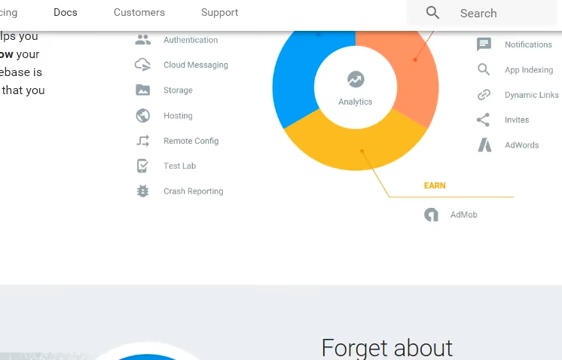 cing Docs Customers Support Search
lps you
ow your
ebase is
that you
Authentication
Cloud Messaging
Storage
Hosting
Remote Config
Test Lab
Crash Reporting
Analytics
Notifications
App Indexing
Dynamic Links
Invites
AdWords
EARN
AdMob
Forget about